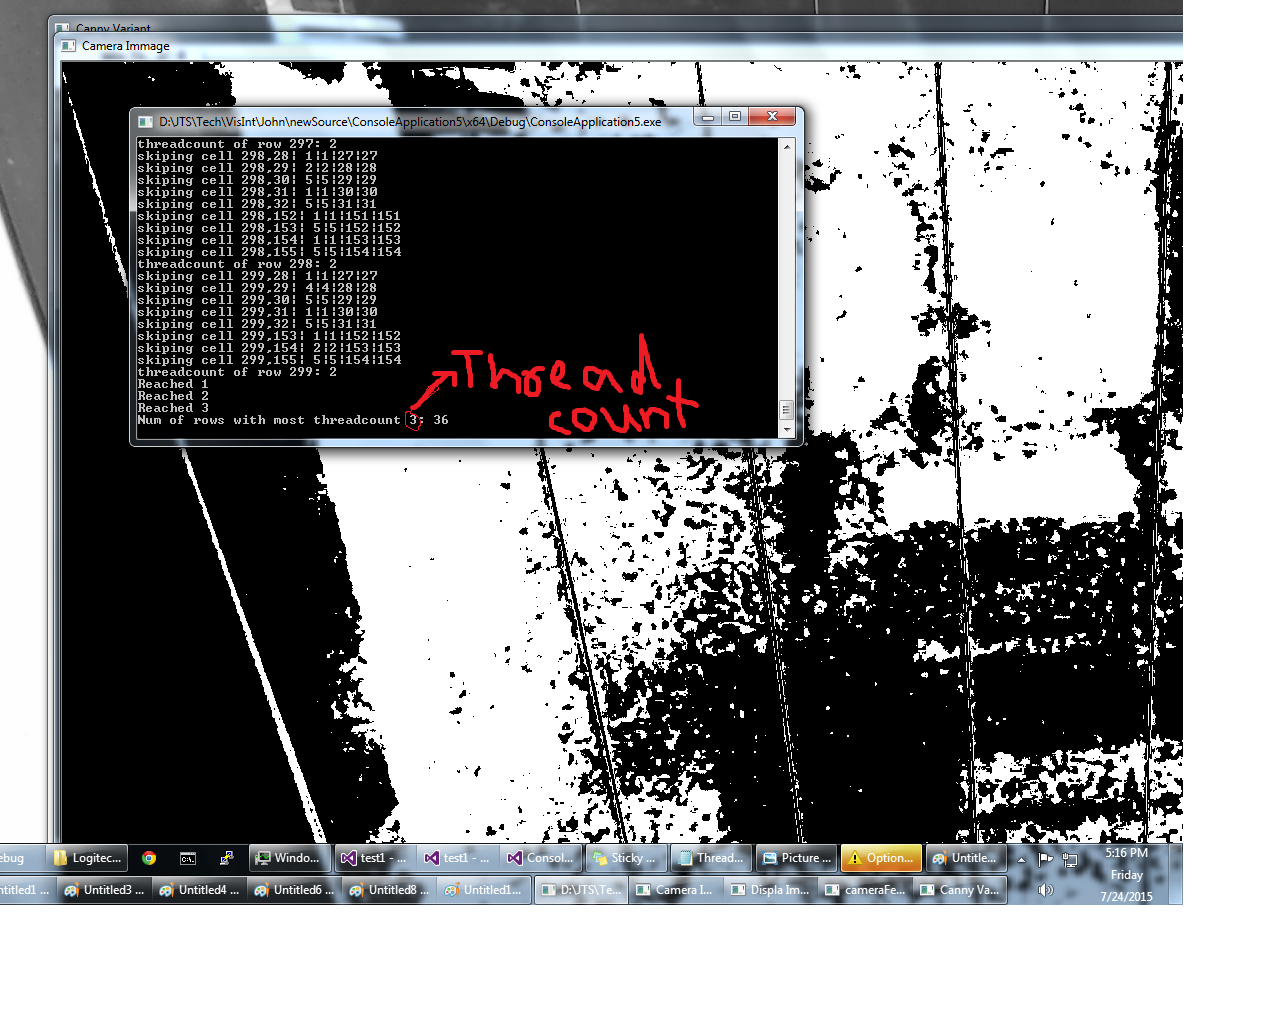 Canny Variant
Camera Immage
D:\JTS\Tech\VisInt\John\newSource\ConsoleApplication5\x64\Debug\ConsoleApplication5.exe
threadcount of row 297: 2
skiping cell 298,28¦ 1¦1¦27¦27
skiping cell 298,29¦ 2¦2¦28¦28
skiping cell 298,30¦ 5¦5¦29¦29
skiping cell 298,31¦ 1¦1¦30¦30
skiping cell 298,32¦ 5¦5¦31¦31
skiping cell 298,152¦ 1¦1¦151¦151
skiping cell 298,153¦ 5¦5¦152¦152
skiping cell 298,154¦ 1¦1¦153¦153
skiping cell 298,155¦ 5¦5¦154¦154
threadcount of row 298: 2
skiping cell 299,28¦ 1¦1¦27¦27
skiping cell 299,29¦ 4¦4¦28¦28
skiping cell 299,30¦ 5¦5¦29¦29
skiping cell 299,31¦ 1¦1¦30¦30
skiping cell 299,32¦ 5¦5¦31¦31
skiping cell 299,153¦ 1¦1¦152¦152
skiping cell 299,154¦ 2¦2¦153¦153
skiping cell 299,155¦ 5¦5¦154¦154
threadcount of row 299: 2
Reached 1
Reached 2
Reached 3
Num of rows with most threadcount 3: 36
Thread
count
ebug Logitec... Windo... test1 - ... test1 - ... Consol... Sticky ... Thread... Picture ... Option... Untitle... 5:16 PM
Friday
ntitled1 ... Untitled3 ... Untitled4 ... Untitled6 ... Untitled8 ... Untitled1... D:\JTS\Te... Camera I... Displa Im... cameraFe... Canny Va... 7/24/2015